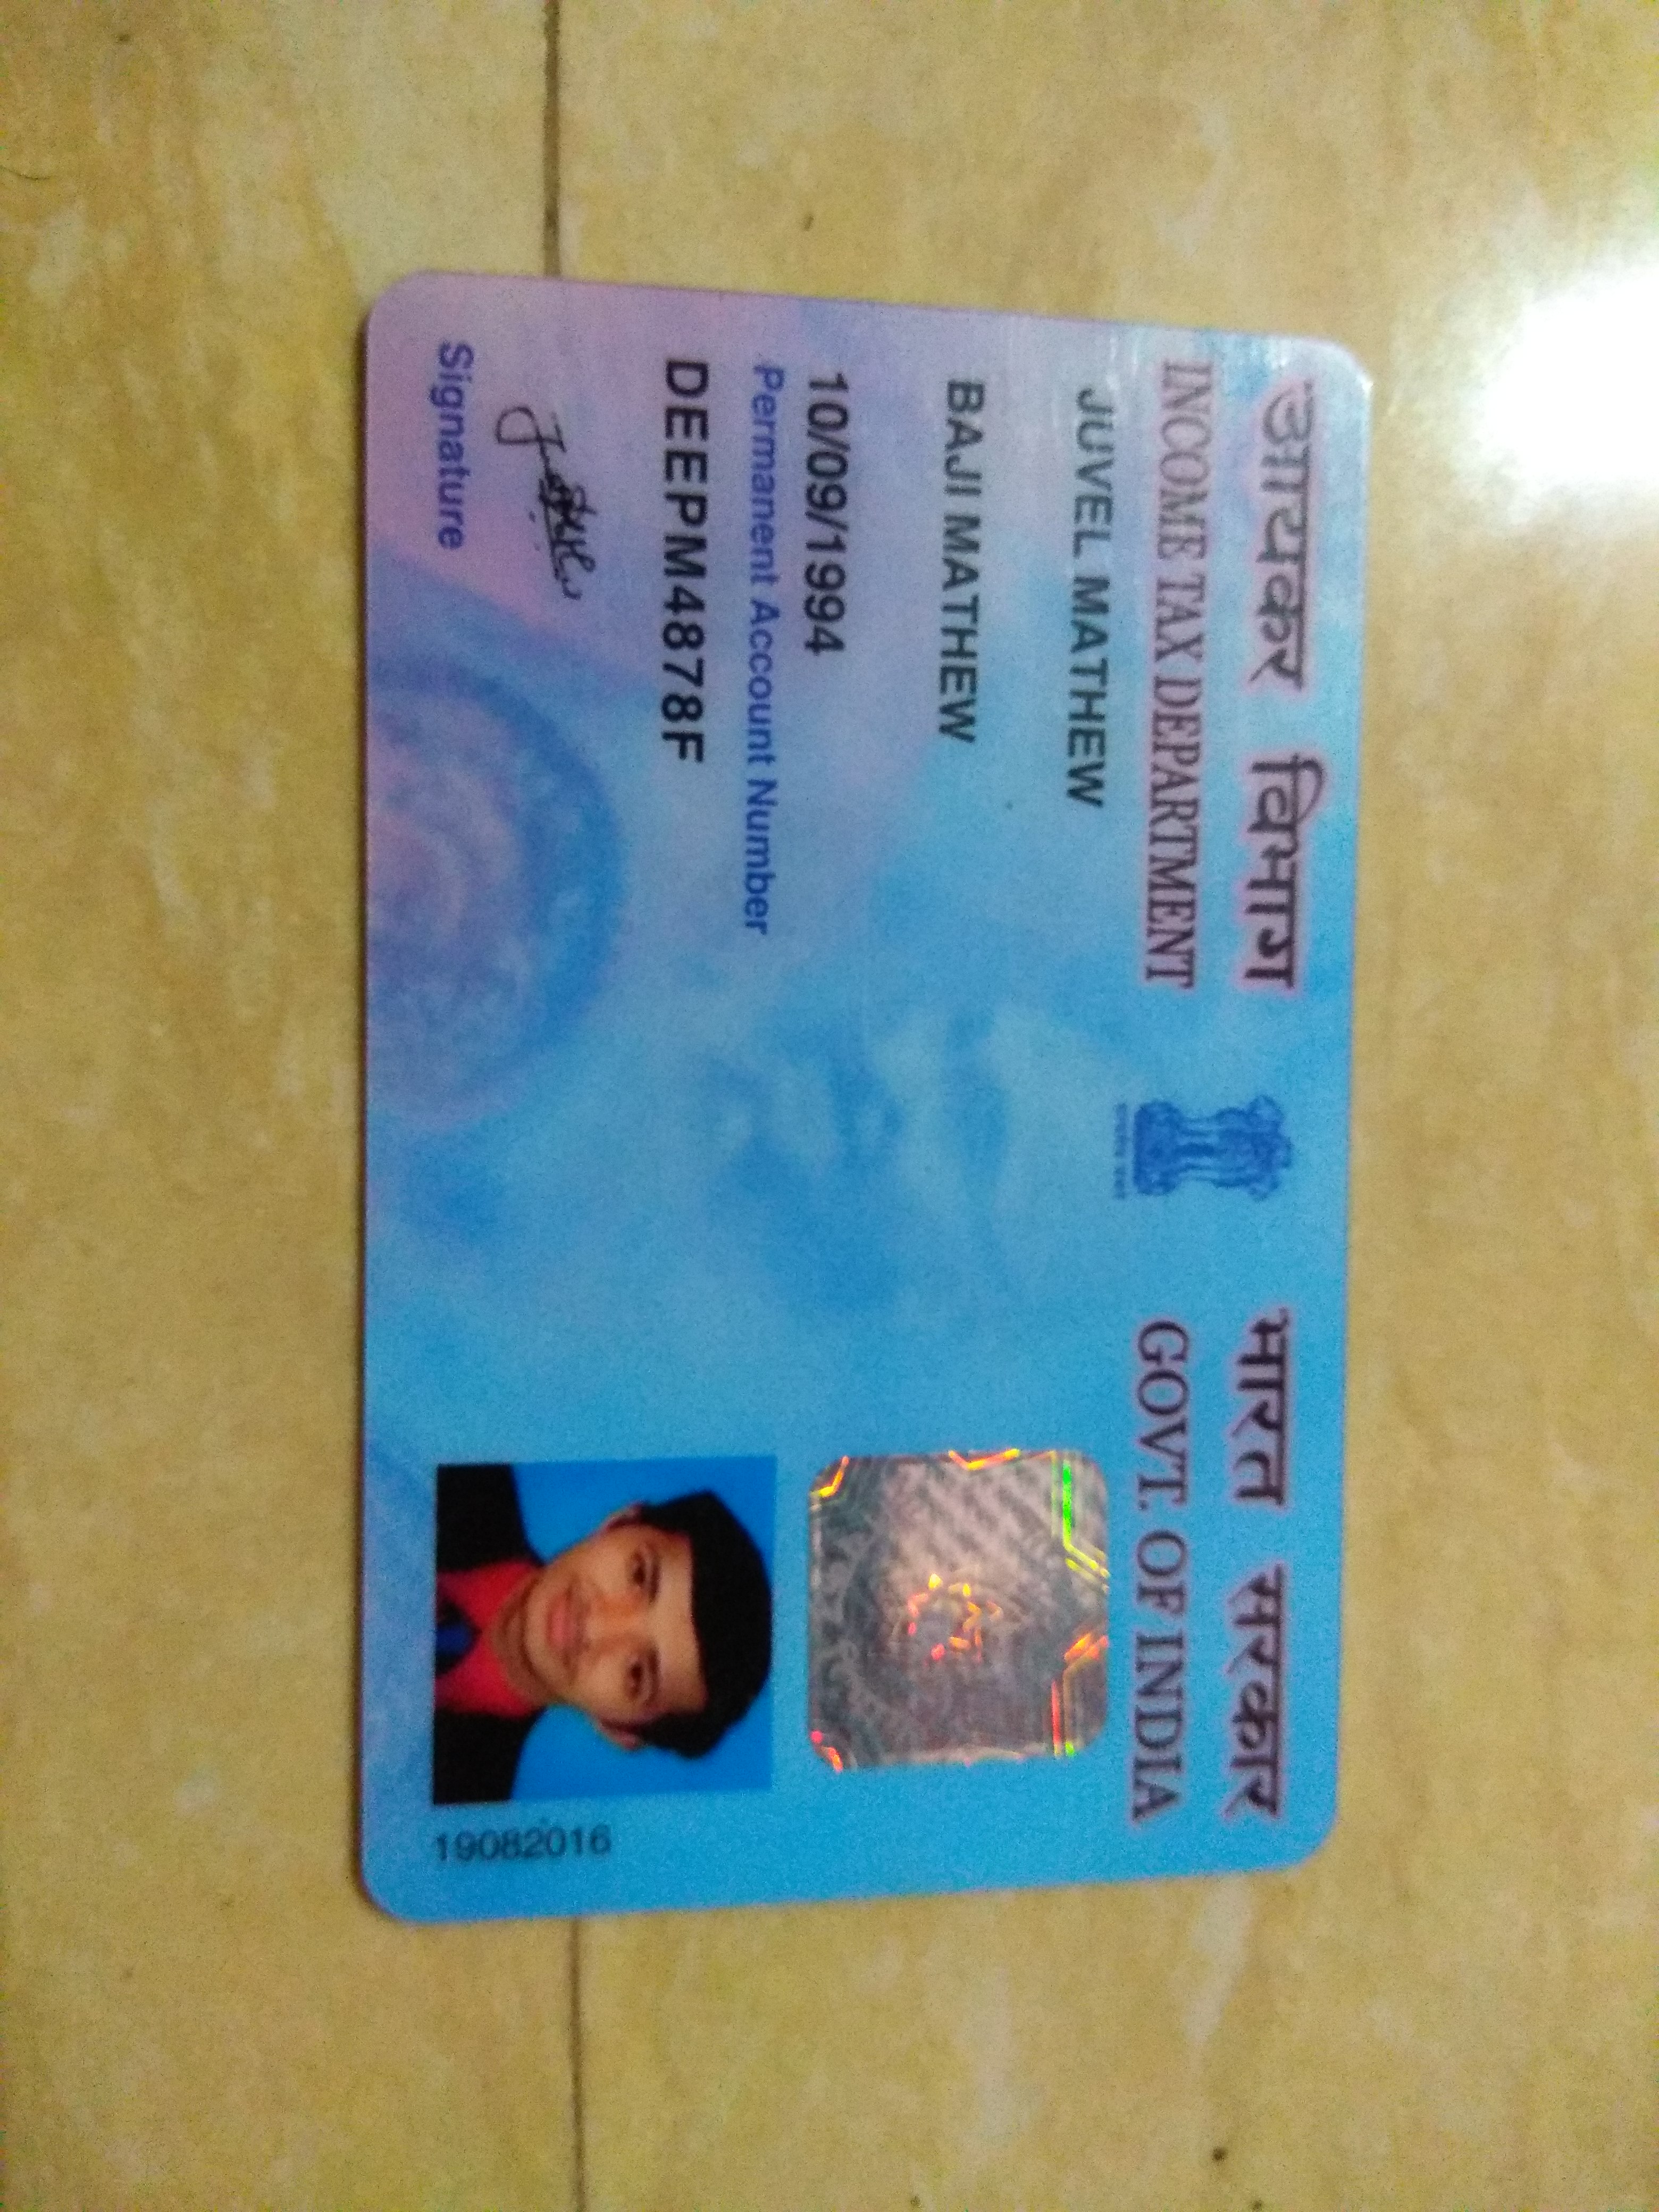 आयकर विभाग
INCOME TAX DEPARTMENT
भारत सरकार
GOVT. OF INDIA
JUVEL MATHEW
BAJI MATHEW
10/09/1994
Permanent Account Number
DEEPM4878F
Signature
19082016